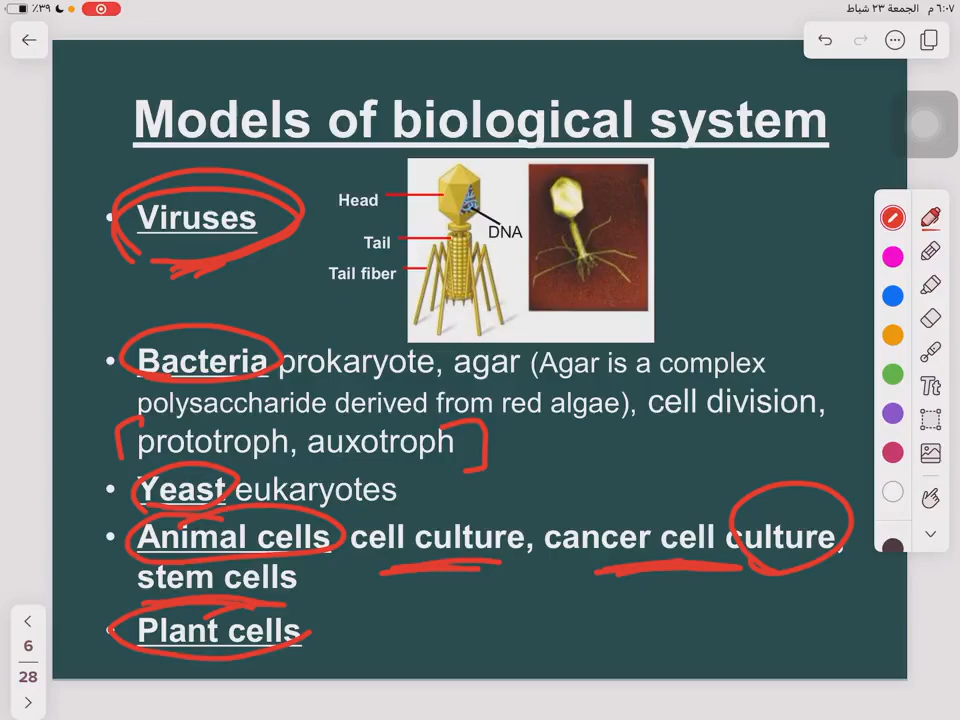 ٪٣٩
٦:٠٧ م الجمعة ٢٣ شباط
Models of biological system
• Viruses
Head
DNA
Tail
Tail fiber
• Bacteria prokaryote, agar (Agar is a complex
polysaccharide derived from red algae), cell division,
prototroph, auxotroph
• Yeast eukaryotes
• Animal cells cell culture, cancer cell culture,
stem cells
• Plant cells
Tt
6
28